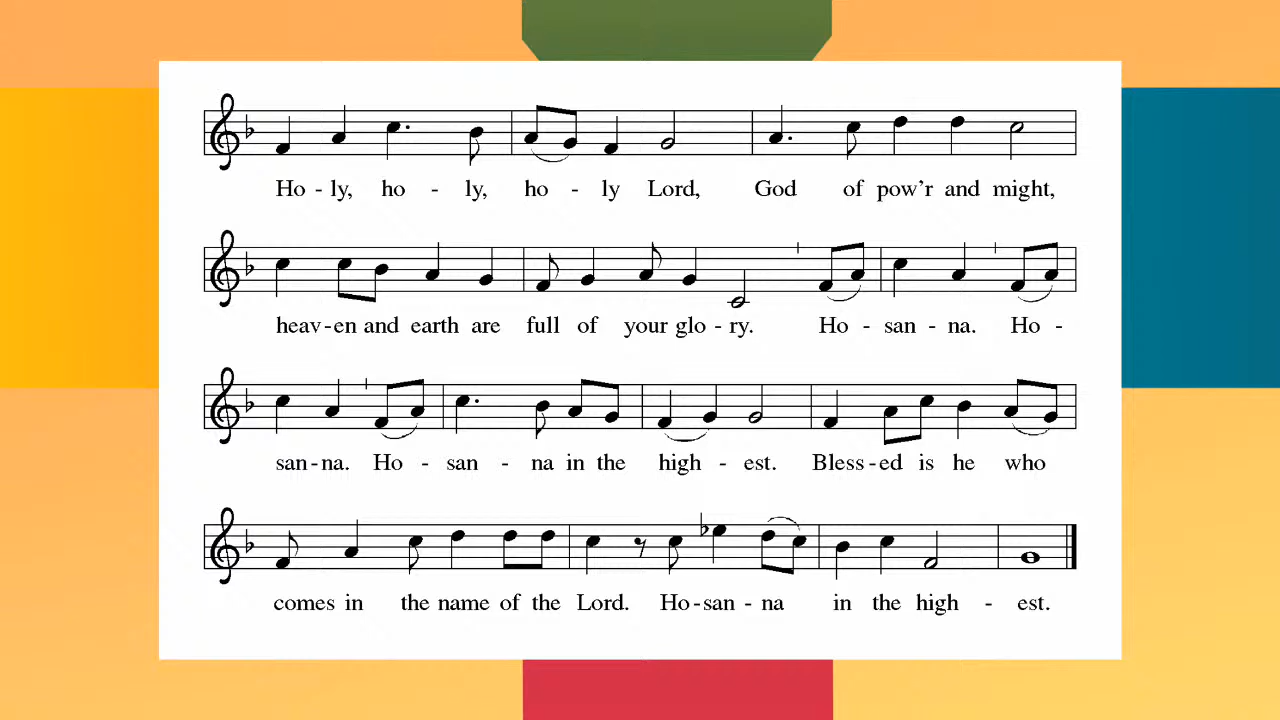 Ho - ly, ho - ly, ho - ly Lord, God of pow'r and might,
heav - en and earth are full of your glo - ry. Ho - san - na. Ho -
san - na. Ho - san - na in the high - est. Bless - ed is he who
comes in the name of the Lord. Ho - san - na in the high - est.